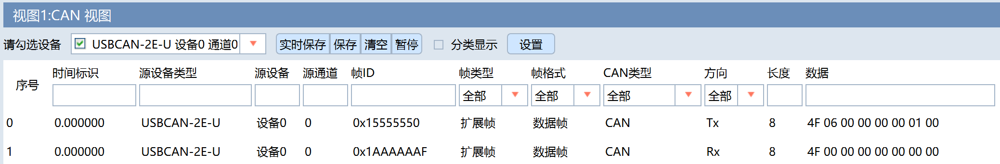 视图1:CAN 视图
请勾选设备 USBCAN-2E-U 设备0 通道0 实时保存 保存 清空 暂停 分类显示 设置
序号 时间标识 源设备类型 源设备 源通道 帧ID 帧类型 帧格式 CAN类型 方向 长度 数据
全部 全部 全部 全部
0 0.000000 USBCAN-2E-U 设备0 0 0x15555550 扩展帧 数据帧 CAN Tx 8 4F 06 00 00 00 00 01 00
1 0.000000 USBCAN-2E-U 设备0 0 0x1AAAAAAF 扩展帧 数据帧 CAN Rx 8 4F 00 00 00 00 00 00 00